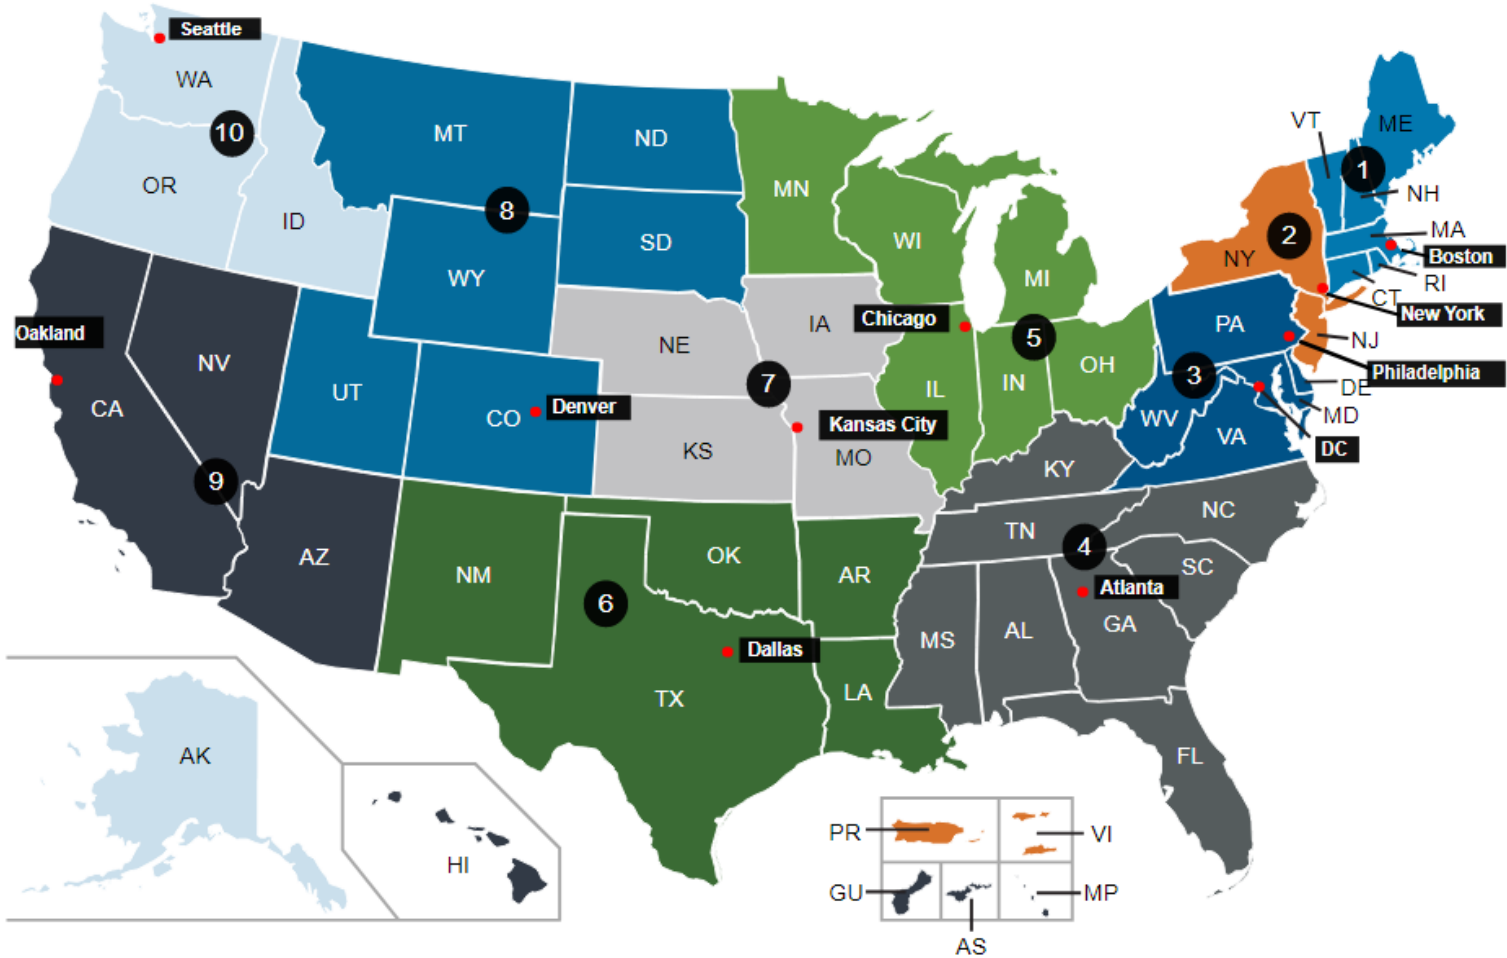 Seattle
WA
10
OR
ID
MT
ND
8
SD
WY
MN
WI
MI
VT
ME
1
NH
2
NY
MA
Boston
RI
CT
New York
Oakland
NV
CA
UT
CO
Denver
NE
IA
Chicago
5
7
IL
IN
OH
PA
NJ
3
Philadelphia
DE
MD
WV
VA
DC
KS
Kansas City
MO
KY
9
AZ
NM
OK
AR
TN
NC
4
SC
6
Atlanta
GA
MS
AL
Dallas
TX
LA
FL
AK
HI
PR
VI
GU
MP
AS